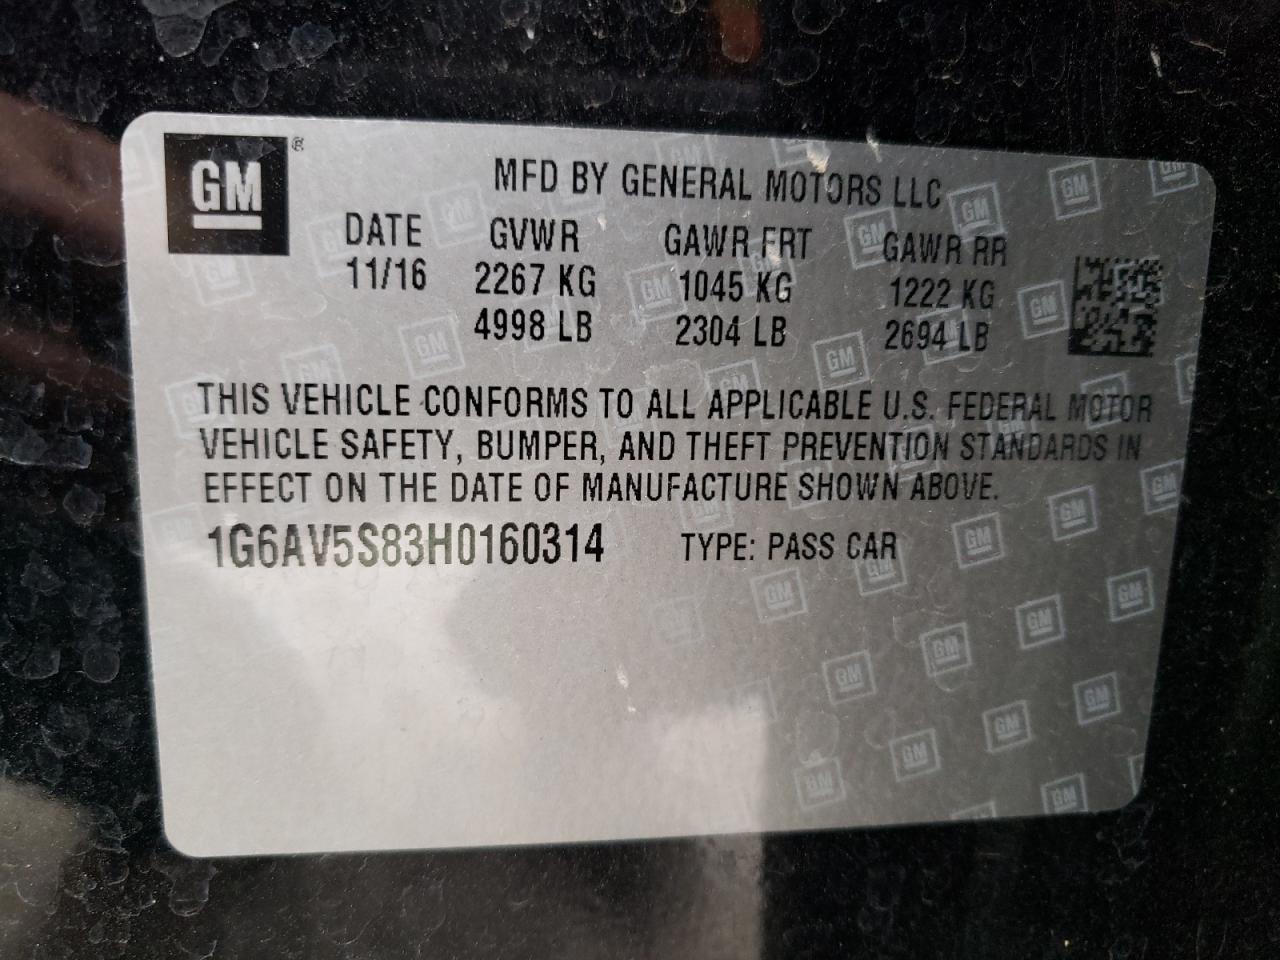 GM ®
MFD BY GENERAL MOTORS LLC
DATE GVWR GAWR FRT GAWR RR
11/16 2267 KG 1045 KG 1222 KG
4998 LB 2304 LB 2694 LB
THIS VEHICLE CONFORMS TO ALL APPLICABLE U.S. FEDERAL MOTOR
VEHICLE SAFETY, BUMPER, AND THEFT PREVENTION STANDARDS IN
EFFECT ON THE DATE OF MANUFACTURE SHOWN ABOVE.
1G6AV5S83H0160314 TYPE: PASS CAR